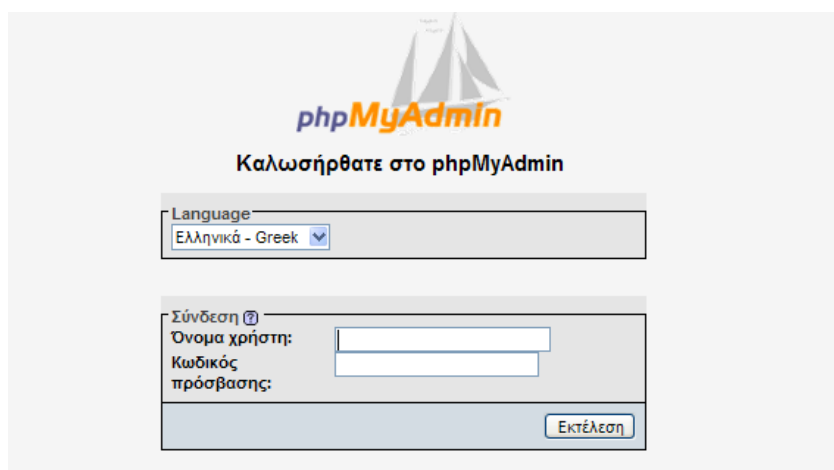 phpMyAdmin
Καλωσήρθατε στο phpMyAdmin
Language
Ελληνικά - Greek
Σύνδεση
Όνομα χρήστη:
Κωδικός
πρόσβασης:
Εκτέλεση